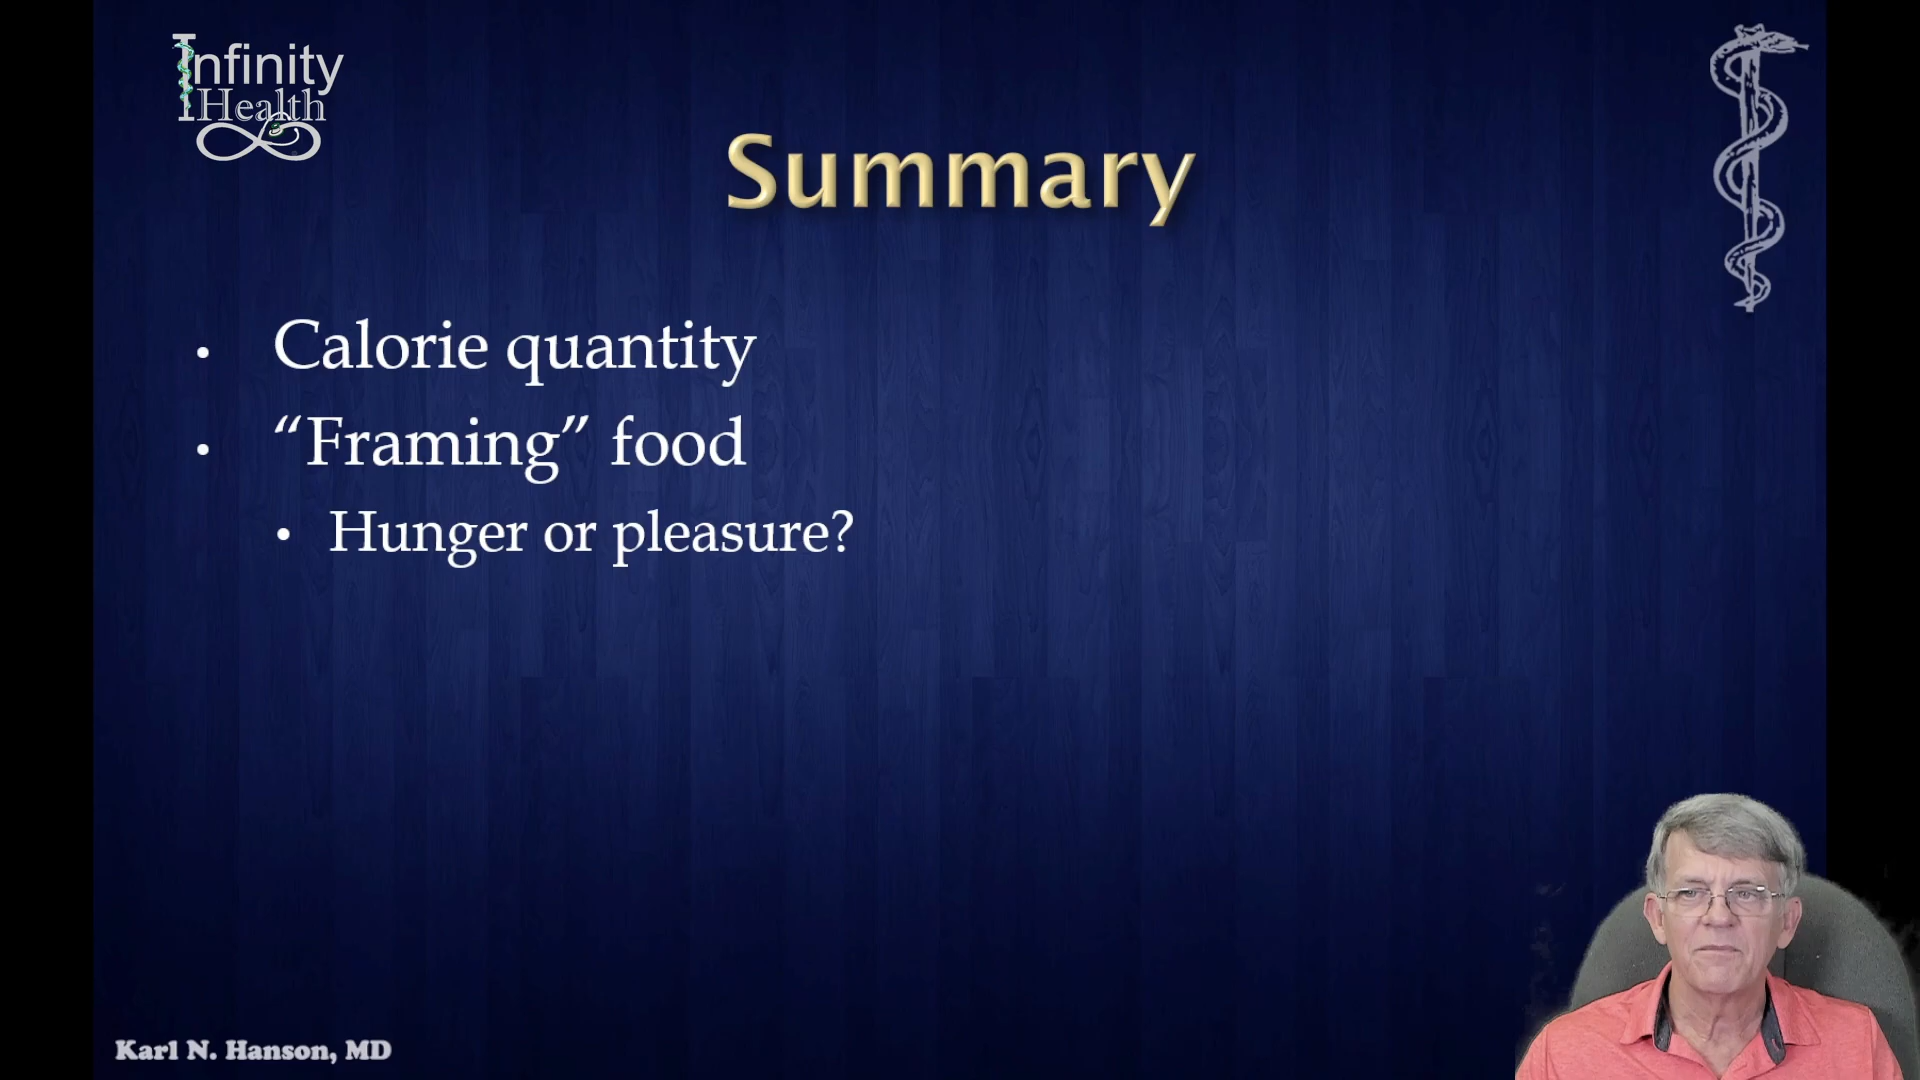 Infinity
Health
Summary
• Calorie quantity
• “Framing” food
• Hunger or pleasure?
Karl N. Hanson, MD